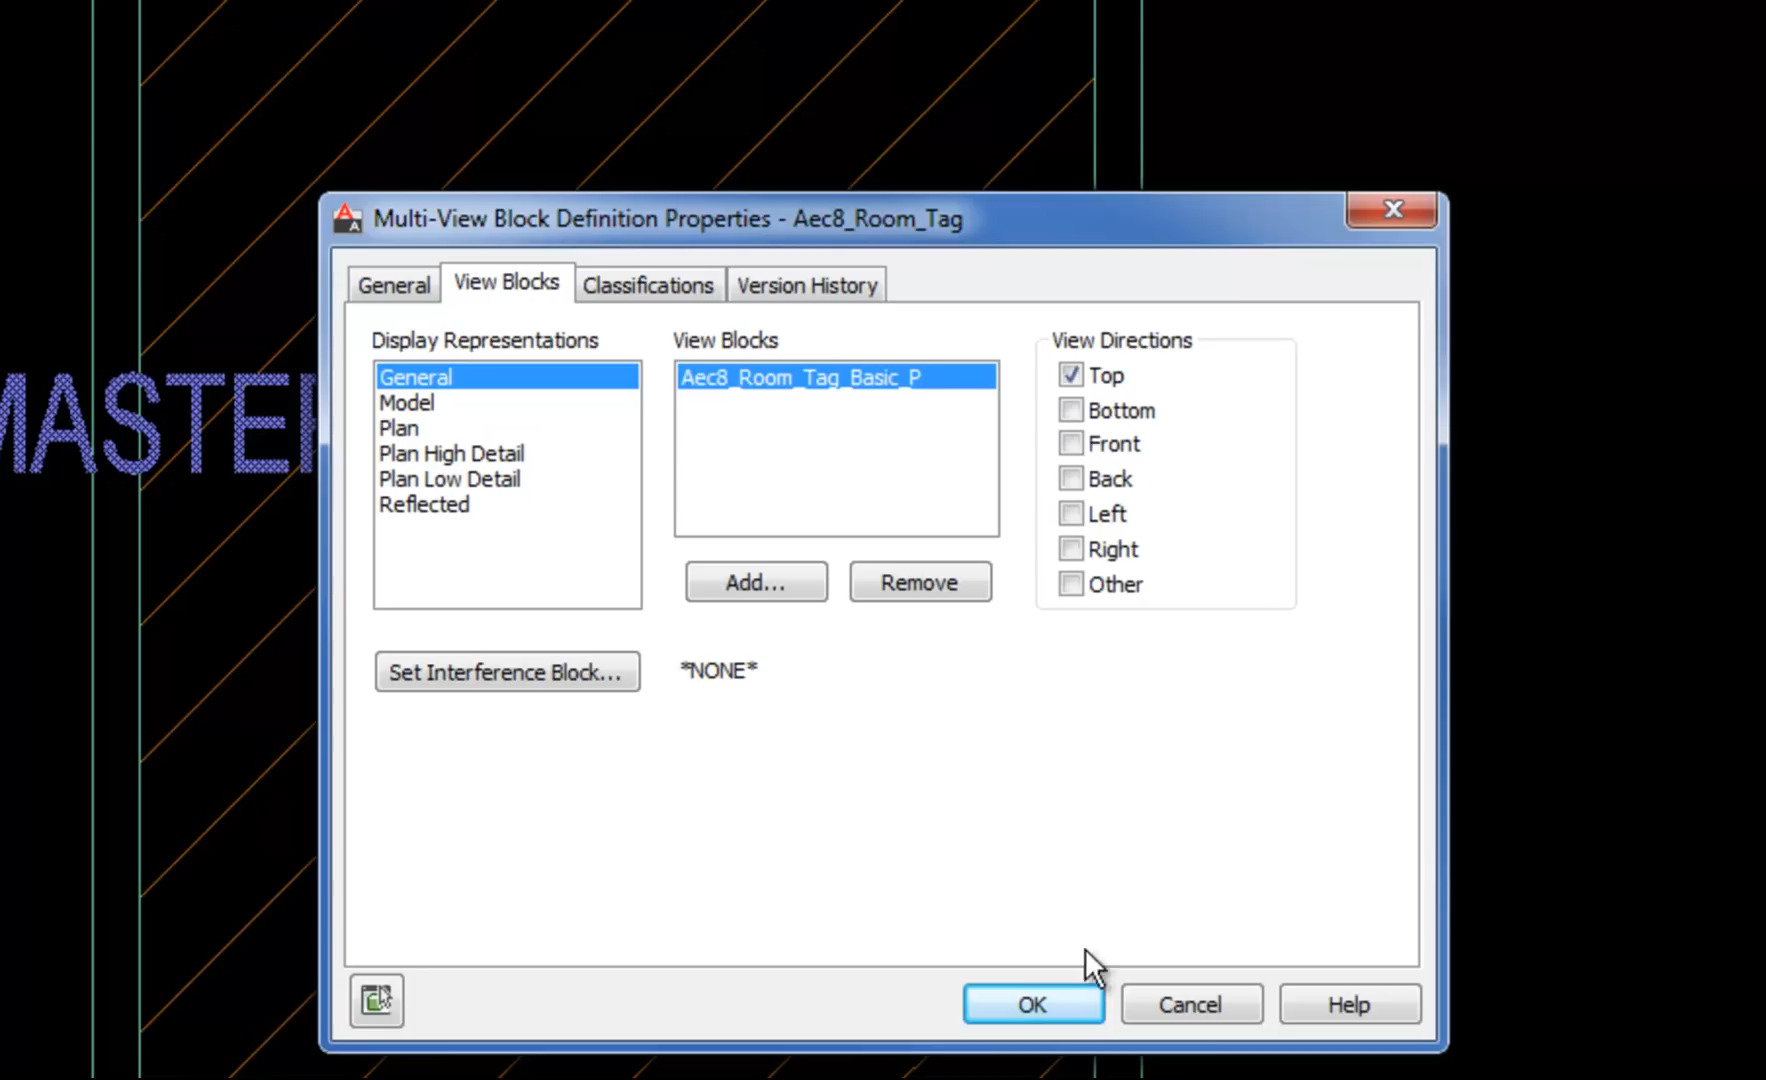 Multi-View Block Definition Properties - Aec8_Room_Tag
General
View Blocks
Classifications
Version History
Display Representations
General
Model
Plan
Plan High Detail
Plan Low Detail
Reflected
View Blocks
Aec8_Room_Tag_Basic_P
Add...
Remove
View Directions
Top
Bottom
Front
Back
Left
Right
Other
Set Interference Block...
*NONE*
OK
Cancel
Help
MASTE